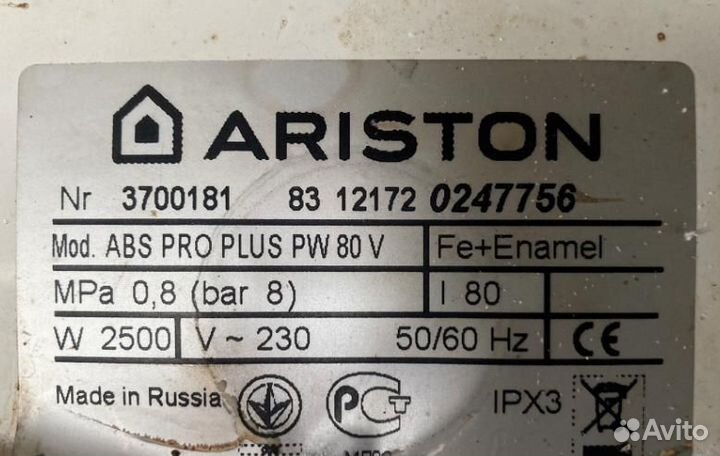 ARISTON
Nr 3700181 83 12172 0247756
Mod. ABS PRO PLUS PW 80 V Fe+Enamel
MPa 0,8 (bar 8) l 80
W 2500 V ~ 230 50/60 Hz CE
Made in Russia РСТ IPX3
Avito